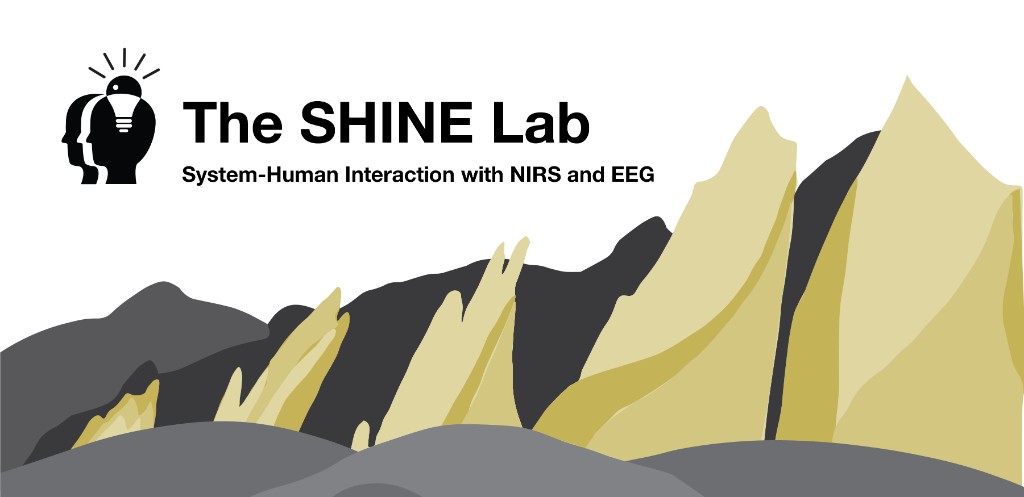 The SHINE Lab
System-Human Interaction with NIRS and EEG